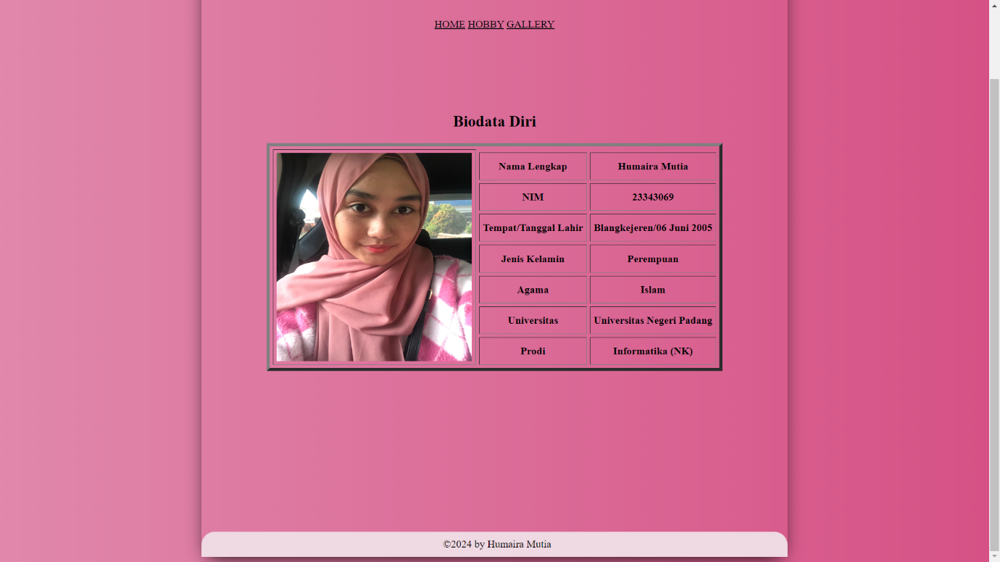 HOME HOBBY GALLERY
Biodata Diri
Nama Lengkap Humaira Mutia
NIM 23343069
Tempat/Tanggal Lahir Blangkejeren/06 Juni 2005
Jenis Kelamin Perempuan
Agama Islam
Universitas Universitas Negeri Padang
Prodi Informatika (NK)
©2024 by Humaira Mutia